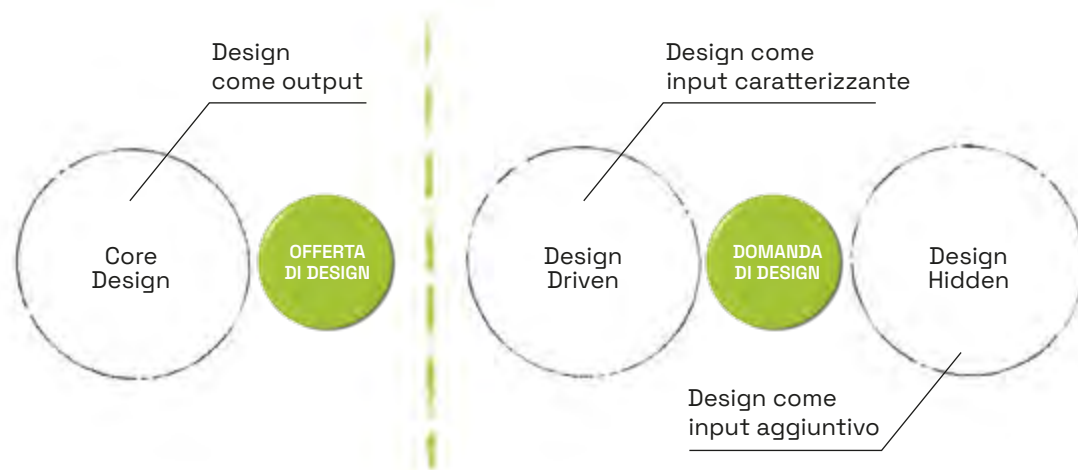 Design
come output
Core
Design
OFFERTA
DI DESIGN
Design come
input caratterizzante
Design
Driven
DOMANDA
DI DESIGN
Design
Hidden
Design come
input aggiuntivo